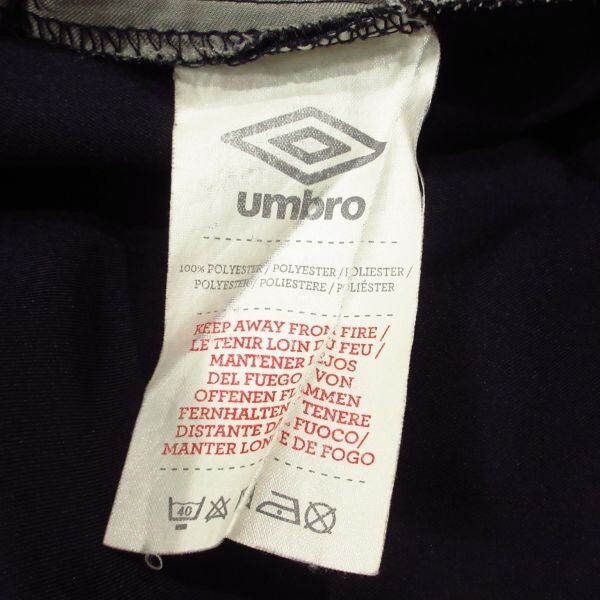 umbro
100% POLYESTER / POLYESTER / POLIESTER /
POLYESTER / POLIESTERE / POLIÉSTER
KEEP AWAY FROM FIRE /
LE TENIR LOIN DU FEU /
MANTENER
DEL FUEGO VON
OFFENEN FLAMMEN
FERNHALTEN TENERE
DISTANTE DAL FUOCO/
MANTER LONGE DE FOGO
40